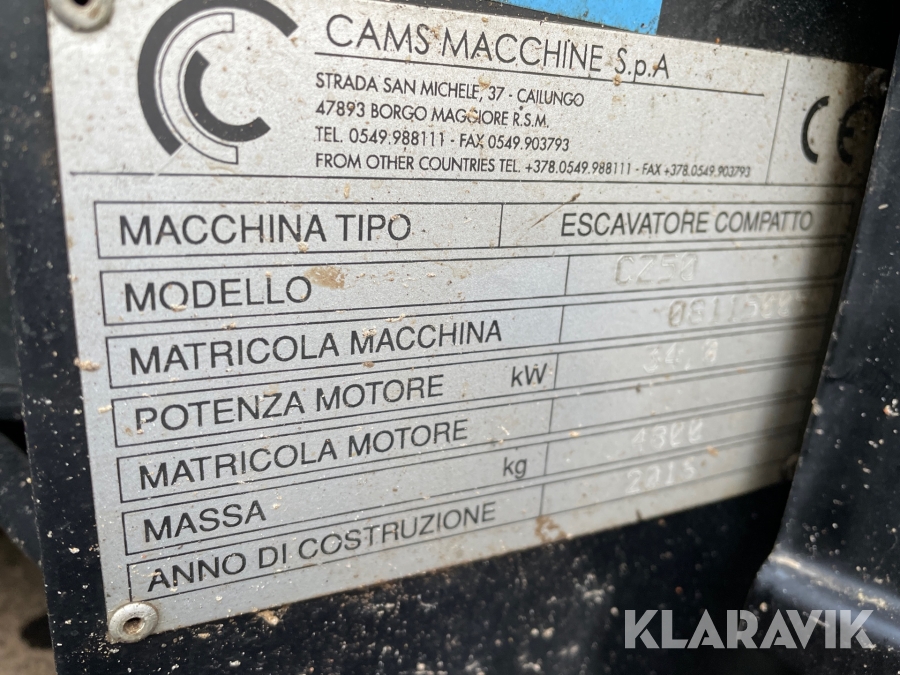 CAMS MACCHINE S.p.A
STRADA SAN MICHELE, 37 - CAILUNGO
47893 BORGO MAGGIORE R.S.M.
TEL. 0549.988111 - FAX 0549.903793
FROM OTHER COUNTRIES TEL. +378.0549.988111 - FAX +378.0549.903793
CE
MACCHINA TIPO ESCAVATORE COMPATTO
MODELLO CZ50
MATRICOLA MACCHINA
POTENZA MOTORE kW
MATRICOLA MOTORE
MASSA kg 4800
ANNO DI COSTRUZIONE 2015
KLARAVIK